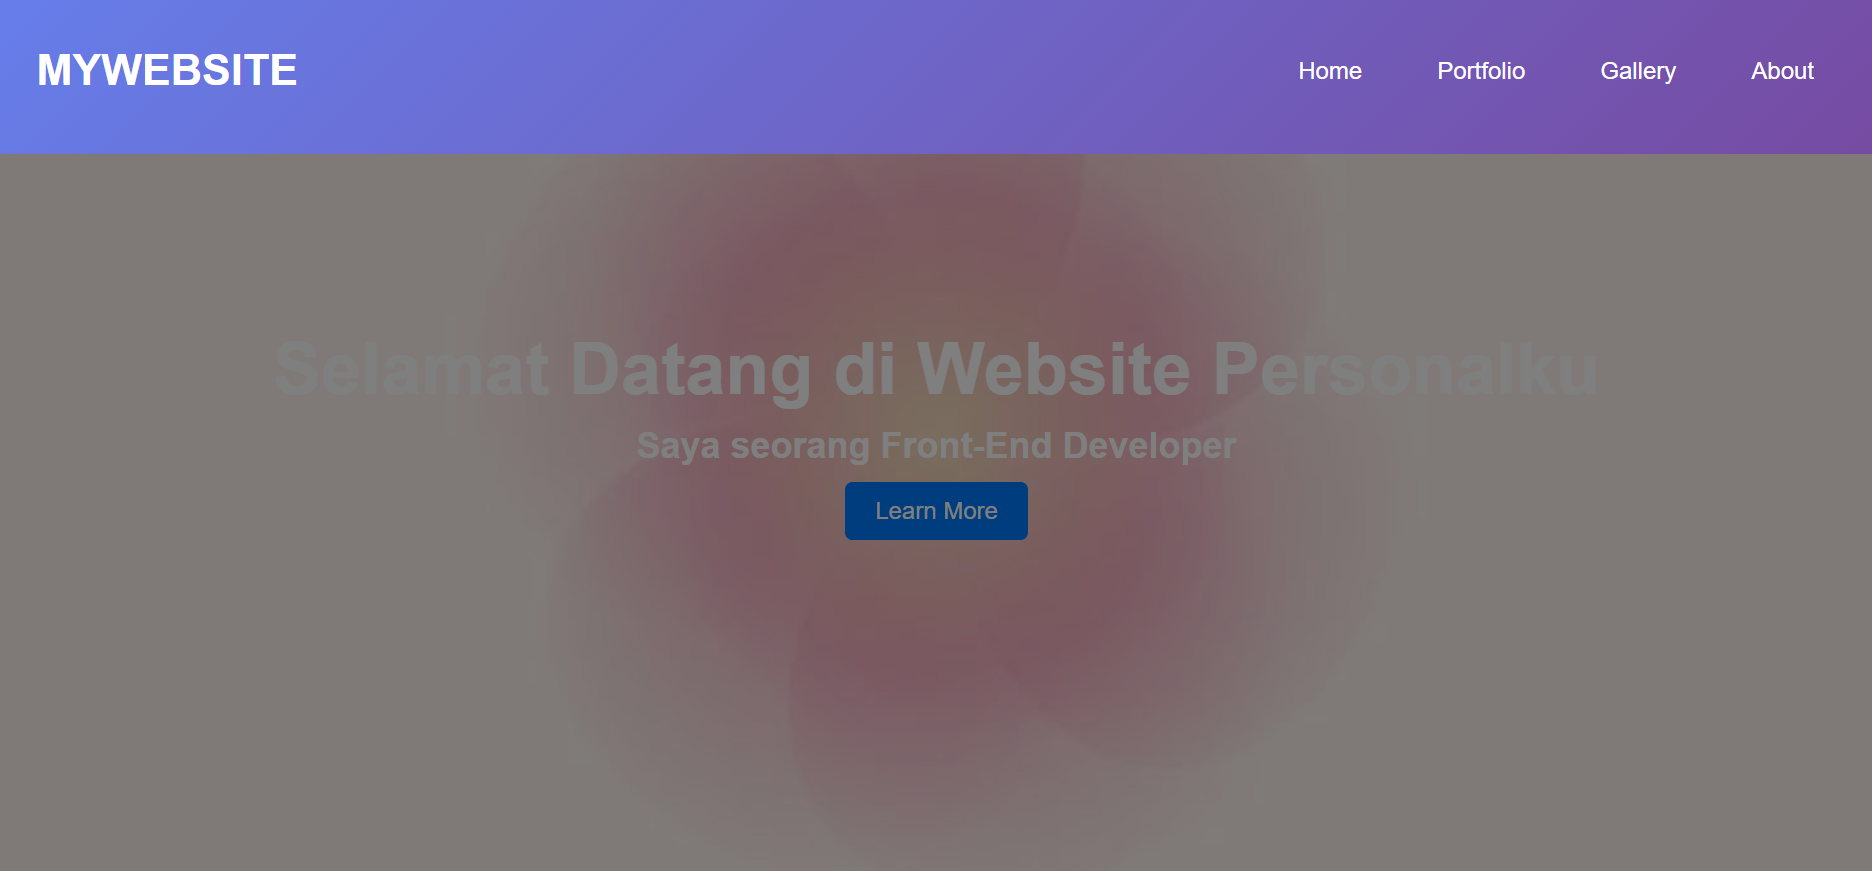 MYWEBSITE
Home Portfolio Gallery About
Selamat Datang di Website Personalku
Saya seorang Front-End Developer
Learn More